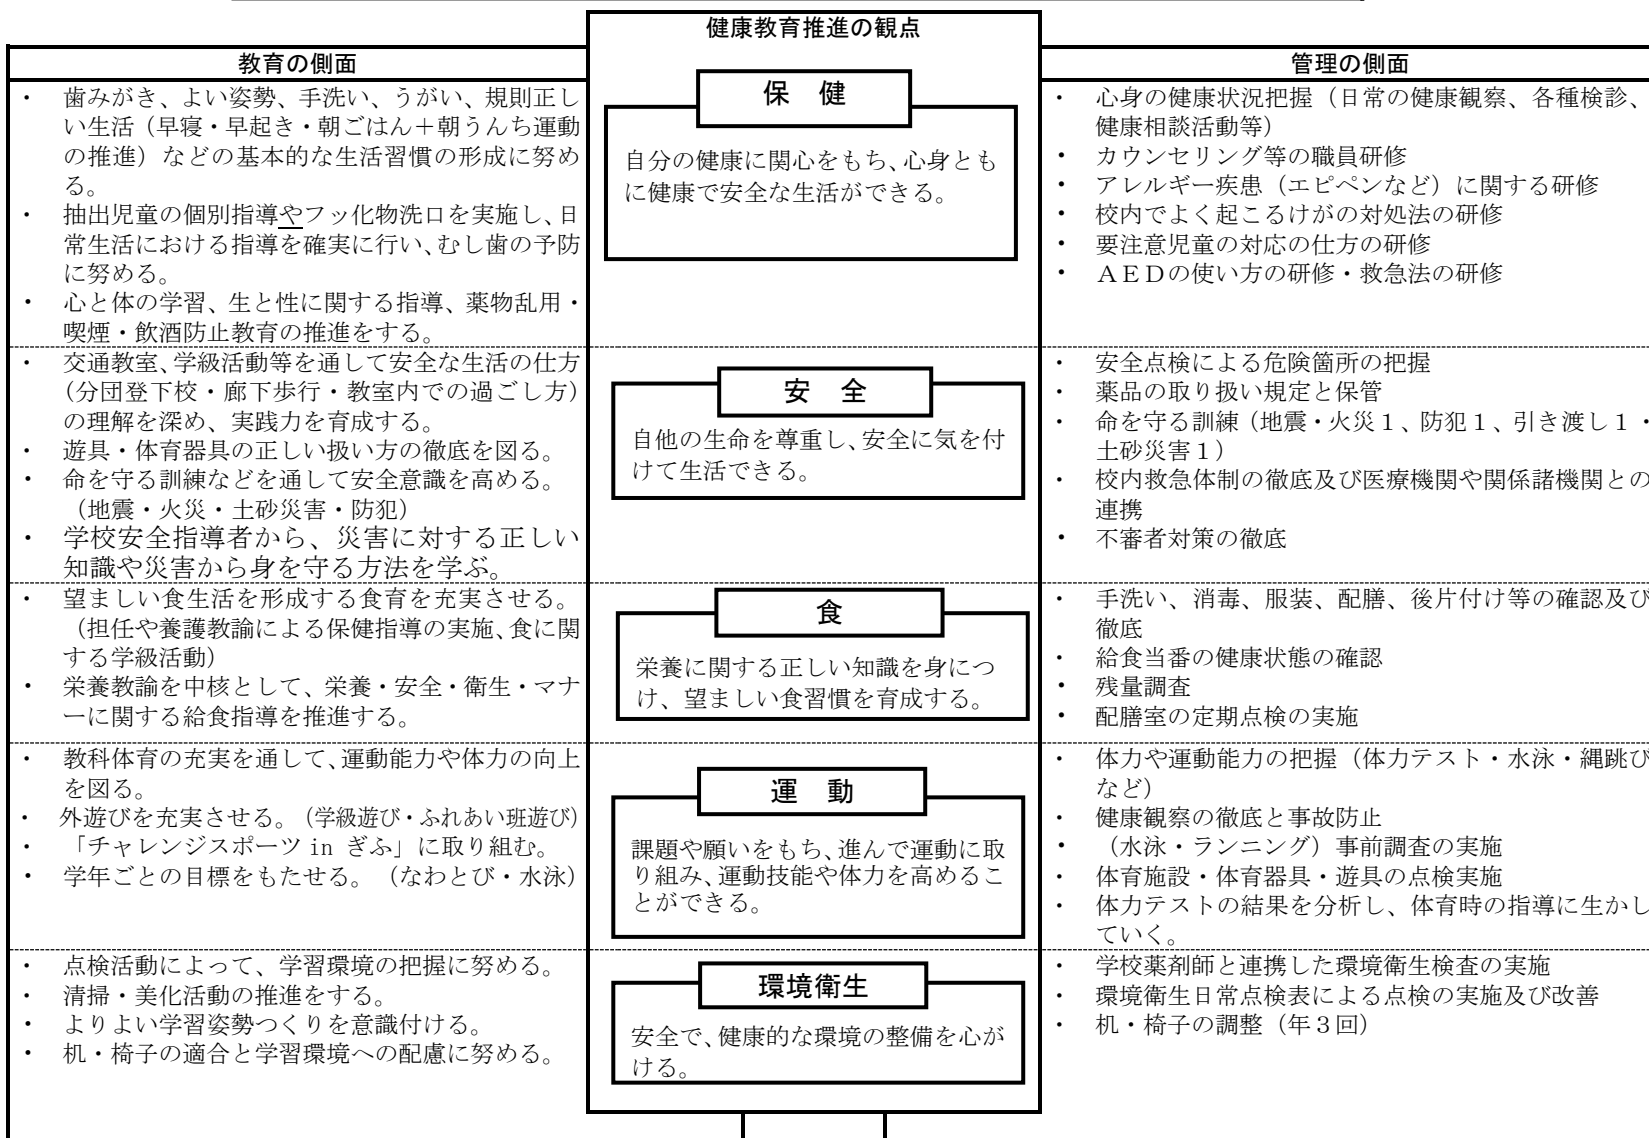 健康教育推進の観点
教育の側面
・ 歯みがき、よい姿勢、手洗い、うがい、規則正し
い生活（早寝・早起き・朝ごはん＋朝うんち運動
の推進）などの基本的な生活習慣の形成に努め
る。
・ 抽出児童の個別指導やフッ化物洗口を実施し、日
常生活における指導を確実に行い、むし歯の予防
に努める。
・ 心と体の学習、生と性に関する指導、薬物乱用・
喫煙・飲酒防止教育の推進をする。
保 健
自分の健康に関心をもち、心身とも
に健康で安全な生活ができる。
管理の側面
・ 心身の健康状況把握（日常の健康観察、各種検診、
健康相談活動等）
・ カウンセリング等の職員研修
・ アレルギー疾患（エピペンなど）に関する研修
・ 校内でよく起こるけがの対処法の研修
・ 要注意児童の対応の仕方の研修
・ ＡＥＤの使い方の研修・救急法の研修
・ 交通教室、学級活動等を通して安全な生活の仕方
（分団登下校・廊下歩行・教室内での過ごし方）
の理解を深め、実践力を育成する。
・ 遊具・体育器具の正しい扱い方の徹底を図る。
・ 命を守る訓練などを通して安全意識を高める。
（地震・火災・土砂災害・防犯）
・ 学校安全指導者から、災害に対する正しい
知識や災害から身を守る方法を学ぶ。
安 全
自他の生命を尊重し、安全に気を付
けて生活できる。
・ 安全点検による危険箇所の把握
・ 薬品の取り扱い規定と保管
・ 命を守る訓練（地震・火災１、防犯１、引き渡し１・
土砂災害１）
・ 校内救急体制の徹底及び医療機関や関係諸機関との
連携
・ 不審者対策の徹底
・ 望ましい食生活を形成する食育を充実させる。
（担任や養護教諭による保健指導の実施、食に関
する学級活動）
・ 栄養教諭を中核として、栄養・安全・衛生・マナ
ーに関する給食指導を推進する。
食
栄養に関する正しい知識を身につ
け、望ましい食習慣を育成する。
・ 手洗い、消毒、服装、配膳、後片付け等の確認及び
徹底
・ 給食当番の健康状態の確認
・ 残量調査
・ 配膳室の定期点検の実施
・ 教科体育の充実を通して、運動能力や体力の向上
を図る。
・ 外遊びを充実させる。（学級遊び・ふれあい班遊び）
・ 「チャレンジスポーツ in ぎふ」に取り組む。
・ 学年ごとの目標をもたせる。（なわとび・水泳）
運 動
課題や願いをもち、進んで運動に取
り組み、運動技能や体力を高めるこ
とができる。
・ 体力や運動能力の把握（体力テスト・水泳・縄跳び
など）
・ 健康観察の徹底と事故防止
・ （水泳・ランニング）事前調査の実施
・ 体育施設・体育器具・遊具の点検実施
・ 体力テストの結果を分析し、体育時の指導に生かし
ていく。
・ 点検活動によって、学習環境の把握に努める。
・ 清掃・美化活動の推進をする。
・ よりよい学習姿勢つくりを意識付ける。
・ 机・椅子の適合と学習環境への配慮に努める。
環境衛生
安全で、健康的な環境の整備を心が
ける。
・ 学校薬剤師と連携した環境衛生検査の実施
・ 環境衛生日常点検表による点検の実施及び改善
・ 机・椅子の調整（年３回）